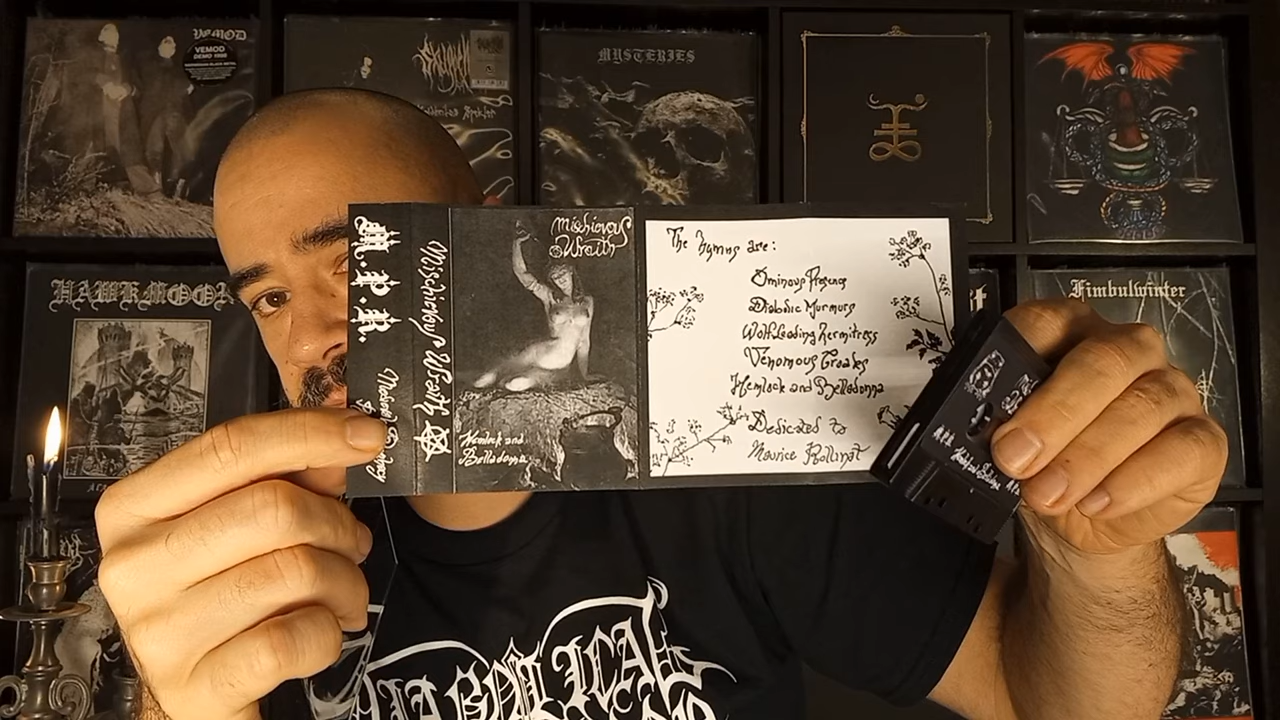 VEMOD
VEMOD
DEMO
MYSTERIES
HAWKMOON
Fimbulwinter
M.P.R.
Mischievous Wraith
Mischievous
Wraith
Hemlock and
Belladonna
The hymns are:
Ominous Presence
Diabolic Murmurs
Wolf-Leading Hermitress
Venomous Croaks
Hemlock and Belladonna
Dedicated to
Maurice Rollinat
M.P.R.
DIABOLICAL